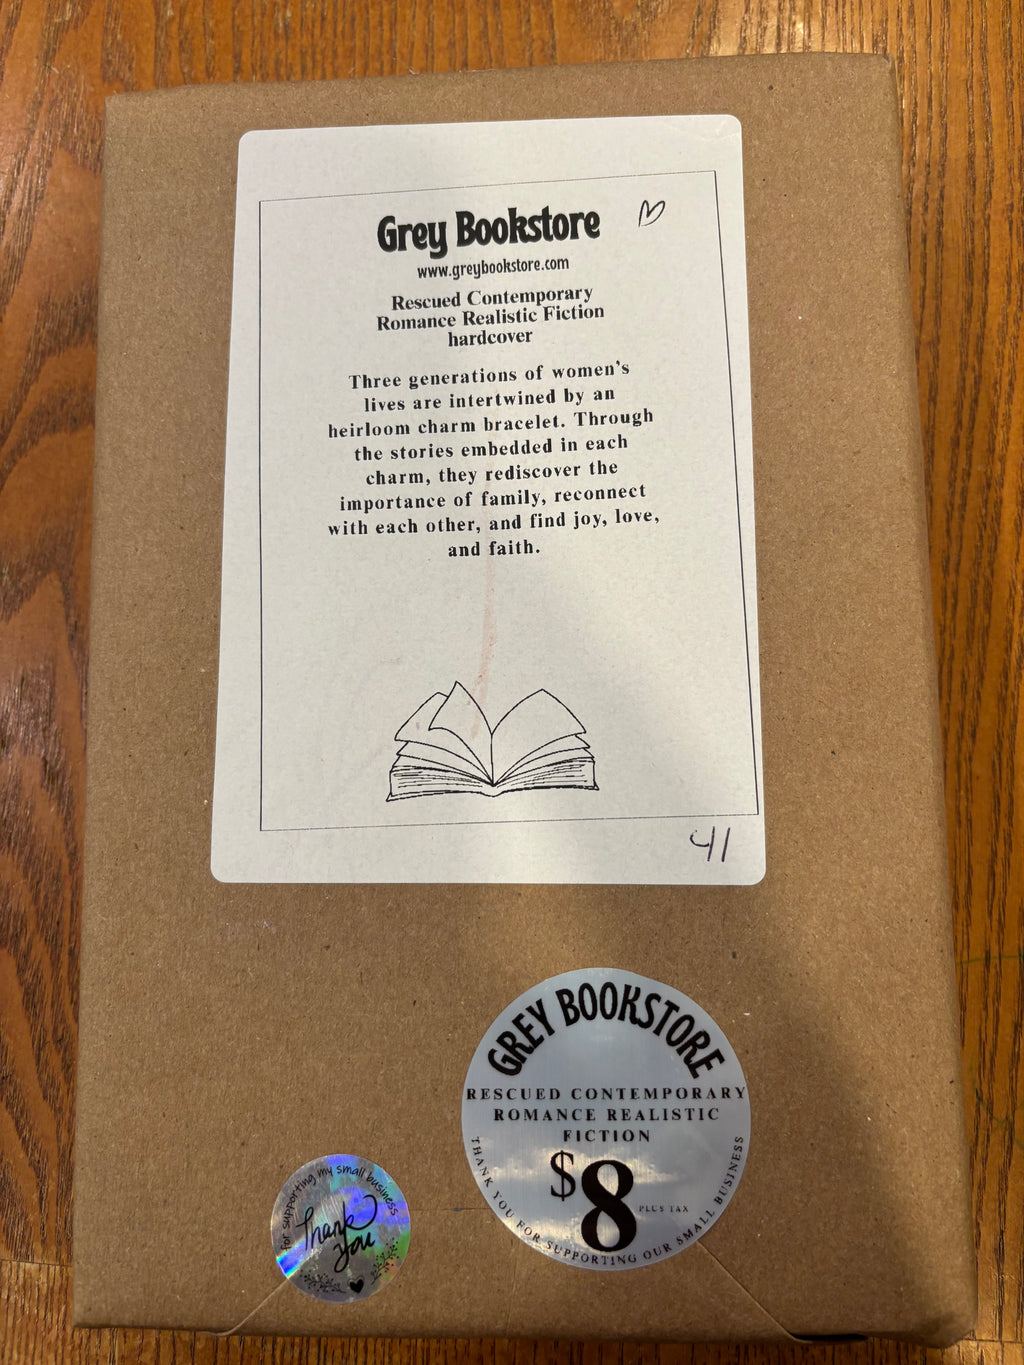 Grey Bookstore
www.greybookstore.com
Rescued Contemporary
Romance Realistic Fiction
hardcover
Three generations of women's
lives are intertwined by an
heirloom charm bracelet. Through
the stories embedded in each
charm, they rediscover the
importance of family, reconnect
with each other, and find joy, love,
and faith.
41
GREY BOOKSTORE
RESCUED CONTEMPORARY
ROMANCE REALISTIC
FICTION
$8
PLUS TAX
THANK YOU FOR SUPPORTING OUR SMALL BUSINESS
for supporting my small business
Thank
you